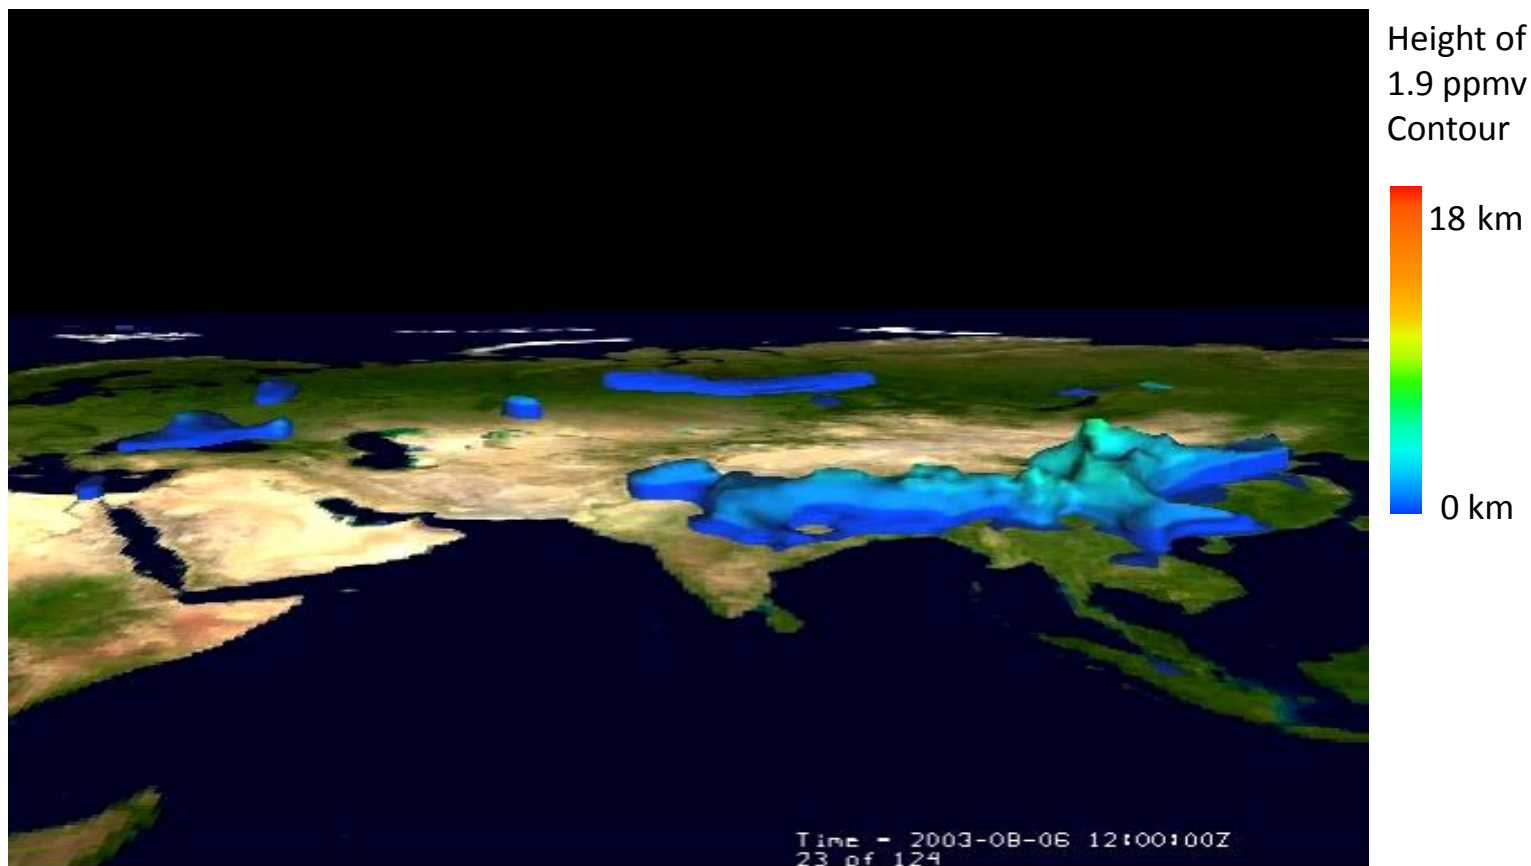 Height of
1.9 ppmv
Contour
18 km
0 km
Time = 2003-08-06 12:00:00Z
23 of 124